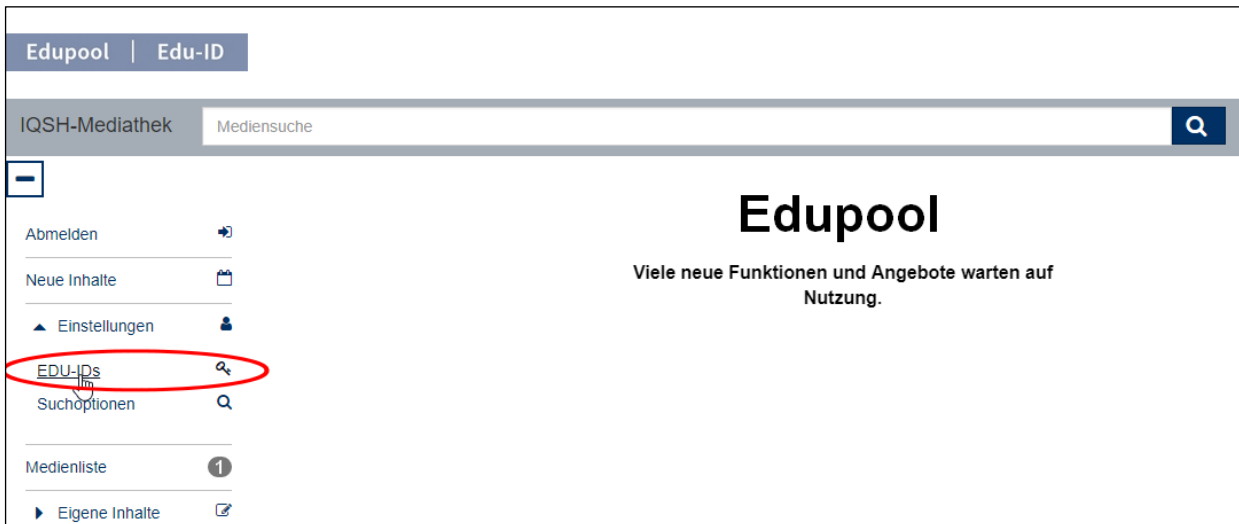 Edupool | Edu-ID
IQSH-Mediathek Mediensuche
Edupool
Viele neue Funktionen und Angebote warten auf
Nutzung.
Abmelden
Neue Inhalte
Einstellungen
EDU-IDs
Suchoptionen
Medienliste 1
Eigene Inhalte